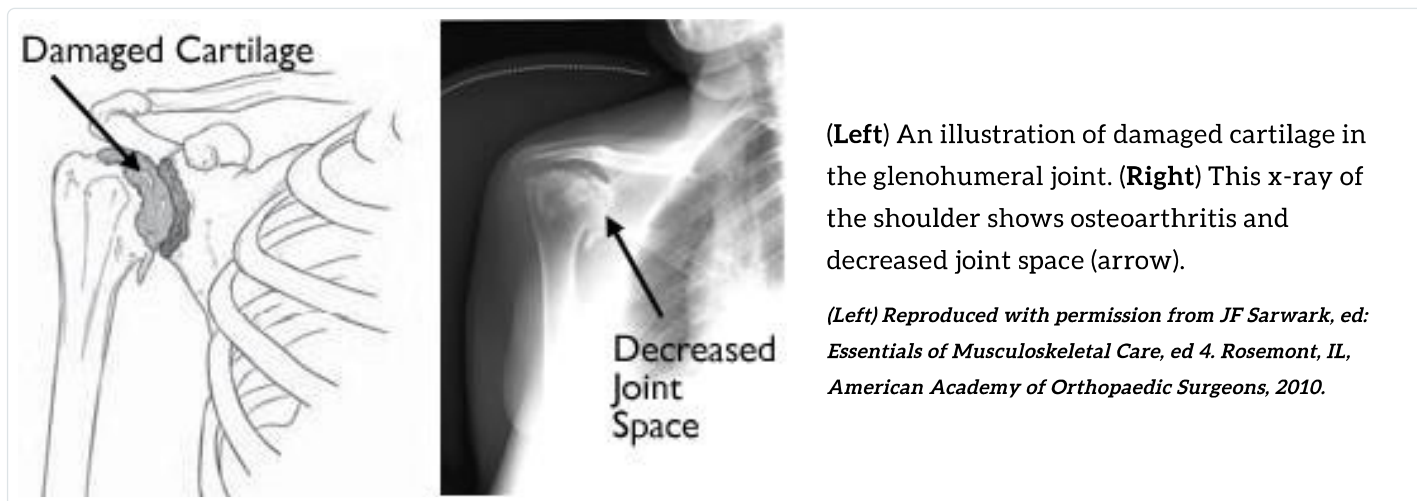 Damaged Cartilage
Decreased
Joint
Space
(Left) An illustration of damaged cartilage in
the glenohumeral joint. (Right) This x-ray of
the shoulder shows osteoarthritis and
decreased joint space (arrow).
(Left) Reproduced with permission from JF Sarwark, ed:
Essentials of Musculoskeletal Care, ed 4. Rosemont, IL,
American Academy of Orthopaedic Surgeons, 2010.